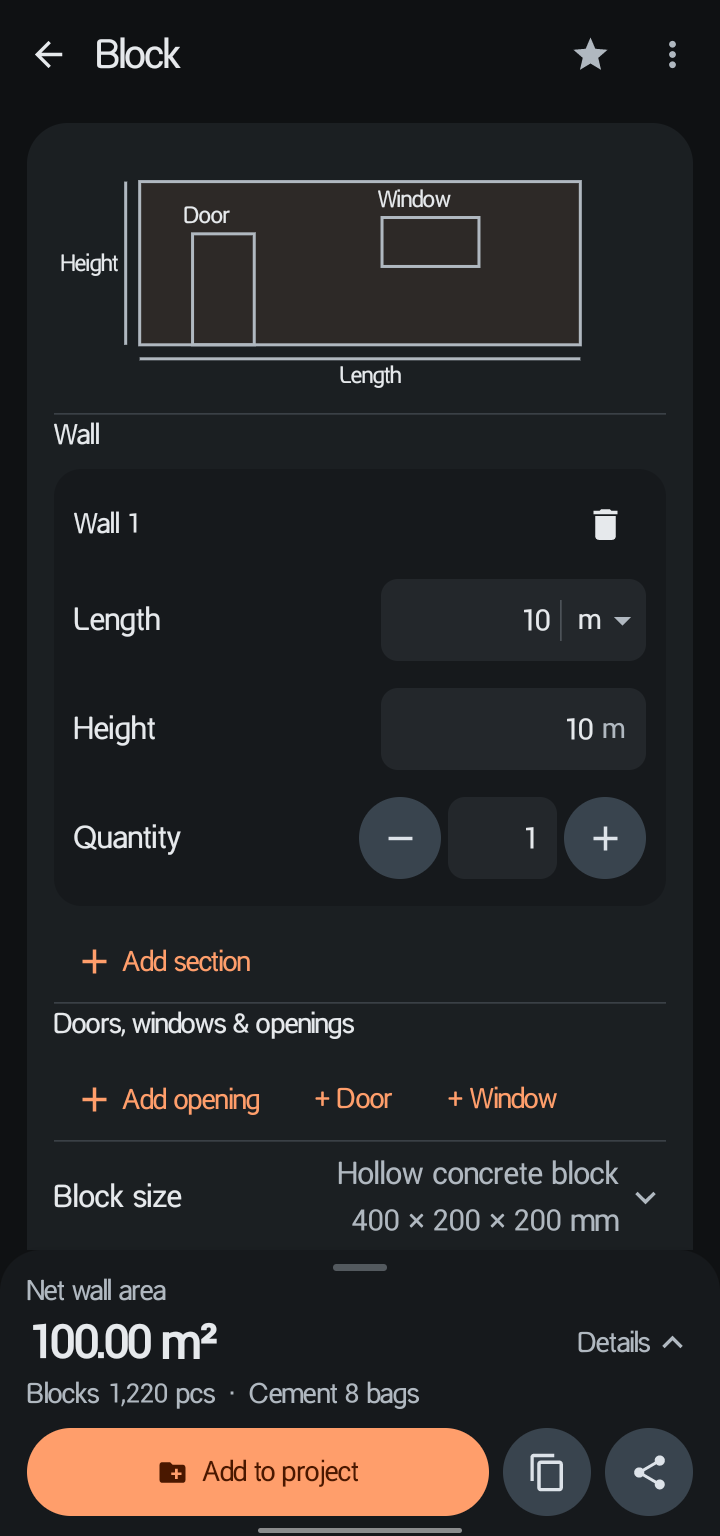 Block
Door
Window
Height
Length
Wall
Wall 1
Length 10 m
Height 10 m
Quantity 1
Add section
Doors, windows & openings
Add opening + Door + Window
Block size Hollow concrete block
400 × 200 × 200 mm
Net wall area
100.00 m²
Details
Blocks 1,220 pcs · Cement 8 bags
Add to project